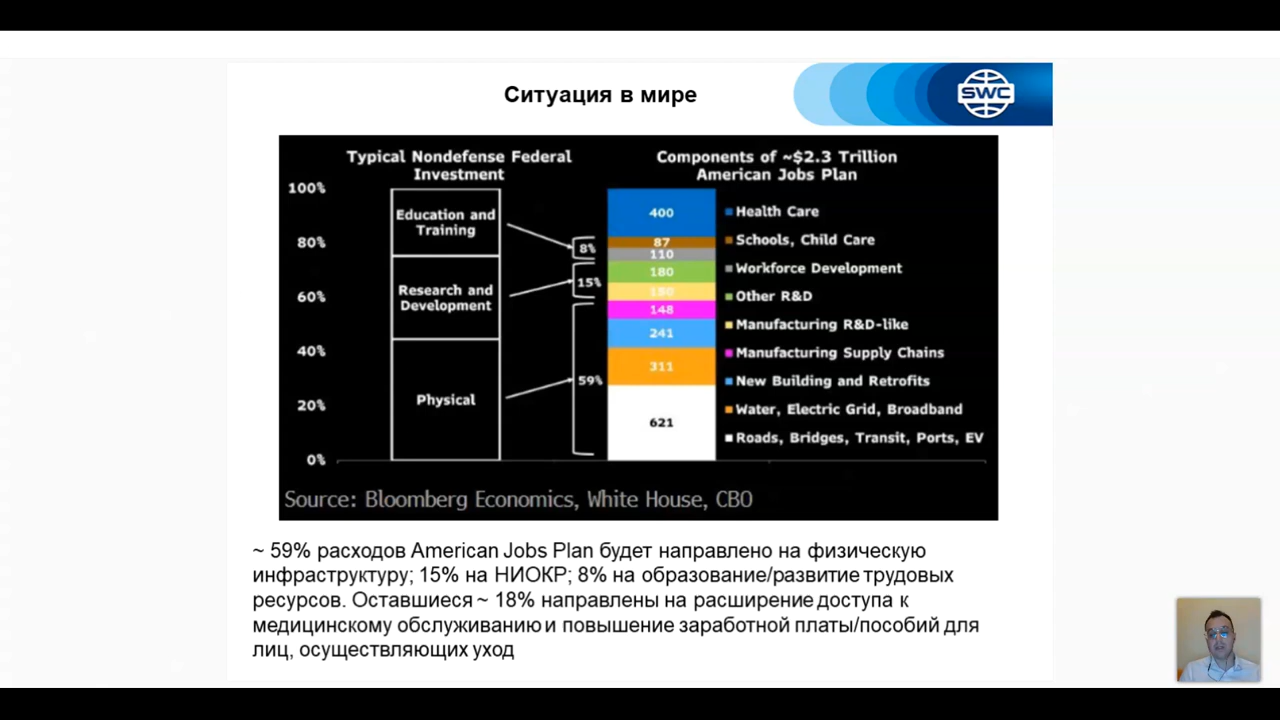 Ситуация в мире
SWC
Typical Nondefense Federal
Investment
Components of ~$2.3 Trillion
American Jobs Plan
100%
80%
60%
40%
20%
0%
Education and
Training
Research and
Development
Physical
8%
15%
59%
400
87
110
180
148
241
311
621
Health Care
Schools, Child Care
Workforce Development
Other R&D
Manufacturing R&D-like
Manufacturing Supply Chains
New Building and Retrofits
Water, Electric Grid, Broadband
Roads, Bridges, Transit, Ports, EV
Source: Bloomberg Economics, White House, CBO
~ 59% расходов American Jobs Plan будет направлено на физическую
инфраструктуру; 15% на НИОКР; 8% на образование/развитие трудовых
ресурсов. Оставшиеся ~ 18% направлены на расширение доступа к
медицинскому обслуживанию и повышение заработной платы/пособий для
лиц, осуществляющих уход